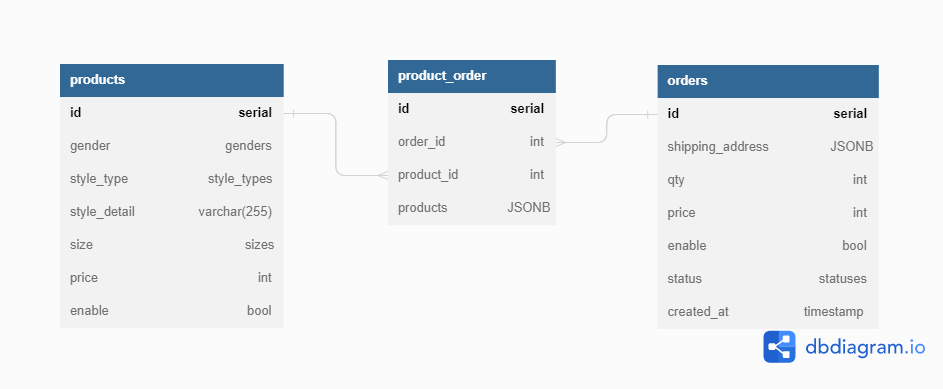 products
id serial
gender genders
style_type style_types
style_detail varchar(255)
size sizes
price int
enable bool
product_order
id serial
order_id int
product_id int
products JSONB
orders
id serial
shipping_address JSONB
qty int
price int
enable bool
status statuses
created_at timestamp
dbdiagram.io